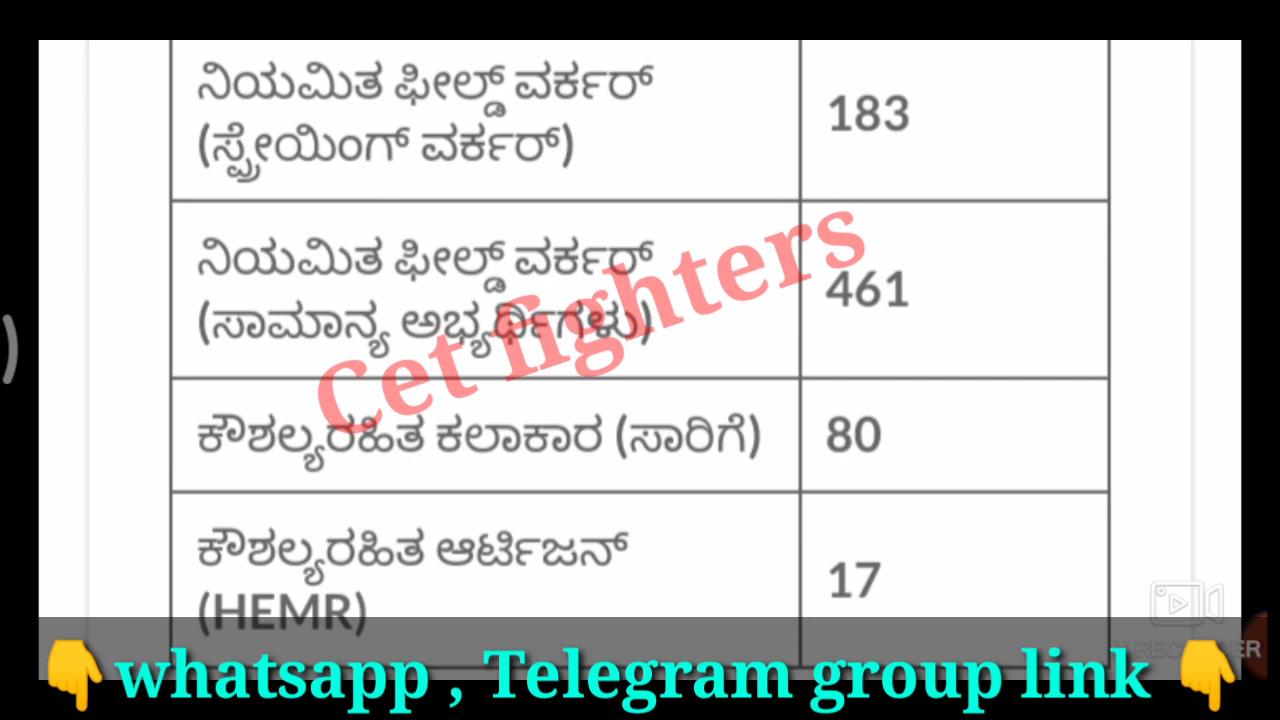 ನಿಯಮಿತ ಫೀಲ್ಡ್ ವರ್ಕರ್
(ಸ್ಪ್ರೇಯಿಂಗ್ ವರ್ಕರ್)
183
ನಿಯಮಿತ ಫೀಲ್ಡ್ ವರ್ಕರ್
(ಸಾಮಾನ್ಯ ಅಭ್ಯರ್ಥಿಗಳು)
461
Cet fighters
ಕೌಶಲ್ಯರಹಿತ ಕಲಾಕಾರ (ಸಾರಿಗೆ)
80
ಕೌಶಲ್ಯರಹಿತ ಆರ್ಟಿಜನ್
(HEMR)
17
whatsapp , Telegram group link